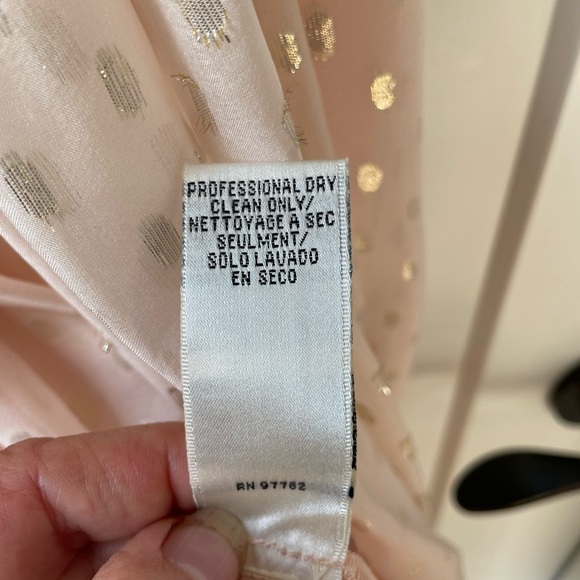 PROFESSIONAL DRY
CLEAN ONLY/
NETTOYAGE A SEC
SEULMENT/
SOLO LAVADO
EN SECO
RN 97762